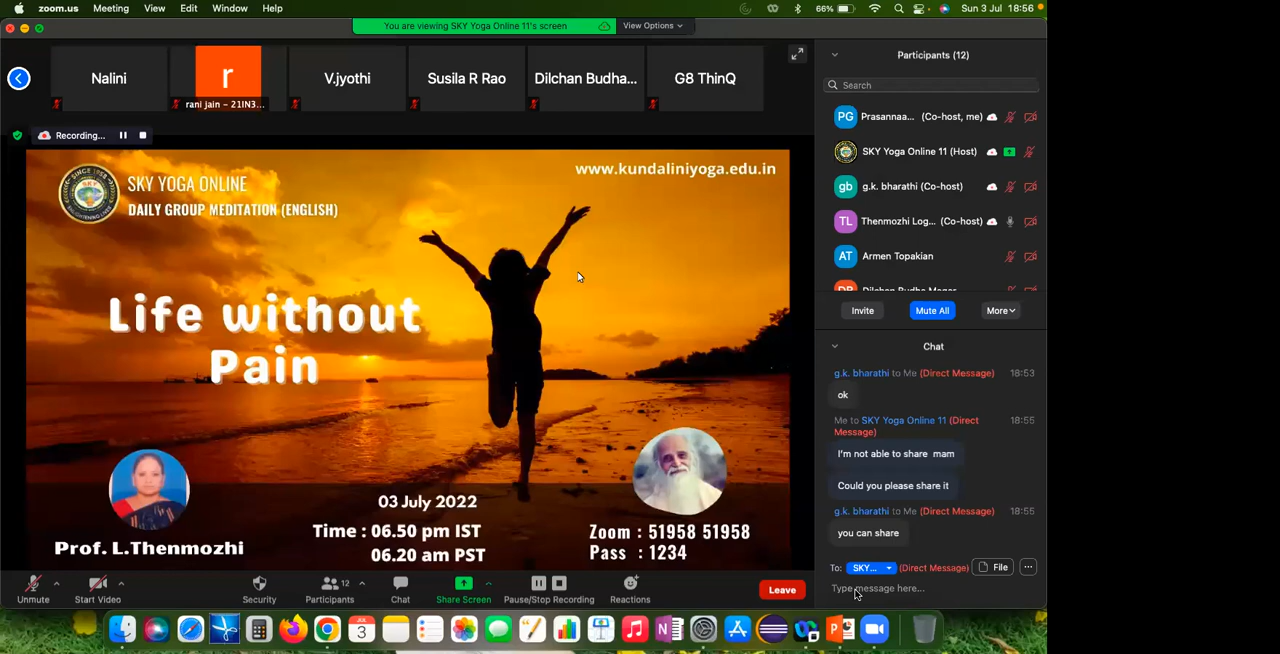 zoom.us Meeting View Edit Window Help 66% Sun 3 Jul 18:56
You are viewing SKY Yoga Online 11's screen View Options
Nalini
r
rani jain - 21IN3...
V.jyothi
Susila R Rao
Dilchan Budha...
G8 ThinQ
Recording...
SKY YOGA ONLINE
DAILY GROUP MEDITATION (ENGLISH)
www.kundaliniyoga.edu.in
Life without
Pain
Prof. L.Thenmozhi
03 July 2022
Time : 06.50 pm IST
06.20 am PST
Zoom : 51958 51958
Pass : 1234
Unmute
Start Video
Security
12
Participants
Chat
Share Screen
Pause/Stop Recording
Reactions
Leave
Participants (12)
Search
PG Prasannaa... (Co-host, me)
SKY Yoga Online 11 (Host)
gb g.k. bharathi (Co-host)
TL Thenmozhi Log... (Co-host)
AT Armen Topakian
Invite Mute All More
Chat
g.k. bharathi to Me (Direct Message) 18:53
ok
Me to SKY Yoga Online 11 (Direct 18:55
Message)
I'm not able to share mam
Could you please share it
g.k. bharathi to Me (Direct Message) 18:55
you can share
To: SKY... (Direct Message) File ...
Type message here...
JUL
3